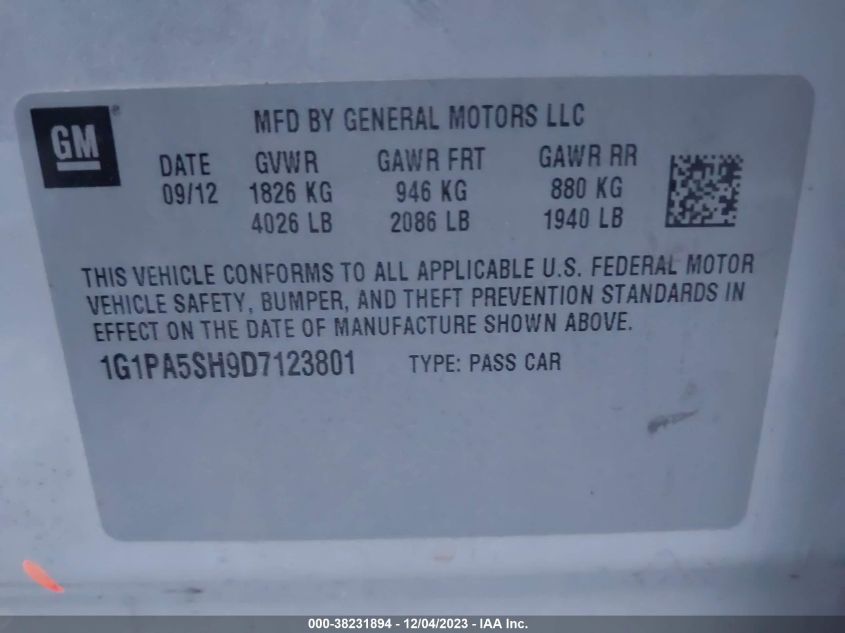 GM®
MFD BY GENERAL MOTORS LLC
DATE GVWR GAWR FRT GAWR RR
09/12 1826 KG 946 KG 880 KG
4026 LB 2086 LB 1940 LB
THIS VEHICLE CONFORMS TO ALL APPLICABLE U.S. FEDERAL MOTOR
VEHICLE SAFETY, BUMPER, AND THEFT PREVENTION STANDARDS IN
EFFECT ON THE DATE OF MANUFACTURE SHOWN ABOVE.
1G1PA5SH9D7123801 TYPE: PASS CAR
000-38231894 - 12/04/2023 - IAA Inc.